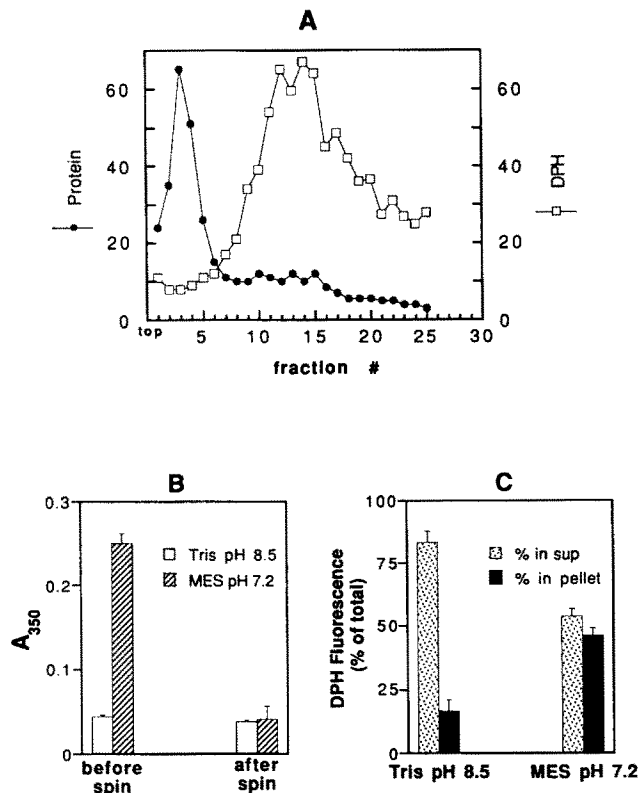 A
60
40
20
0
Protein
60
40
20
0
DPH
top
5
10
15
20
25
30
fraction #
B
0.3
0.2
0.1
0
A350
Tris pH 8.5
MES pH 7.2
before
spin
after
spin
C
100
75
50
25
0
DPH Fluorescence
(% of total)
% in sup
% in pellet
Tris pH 8.5
MES pH 7.2